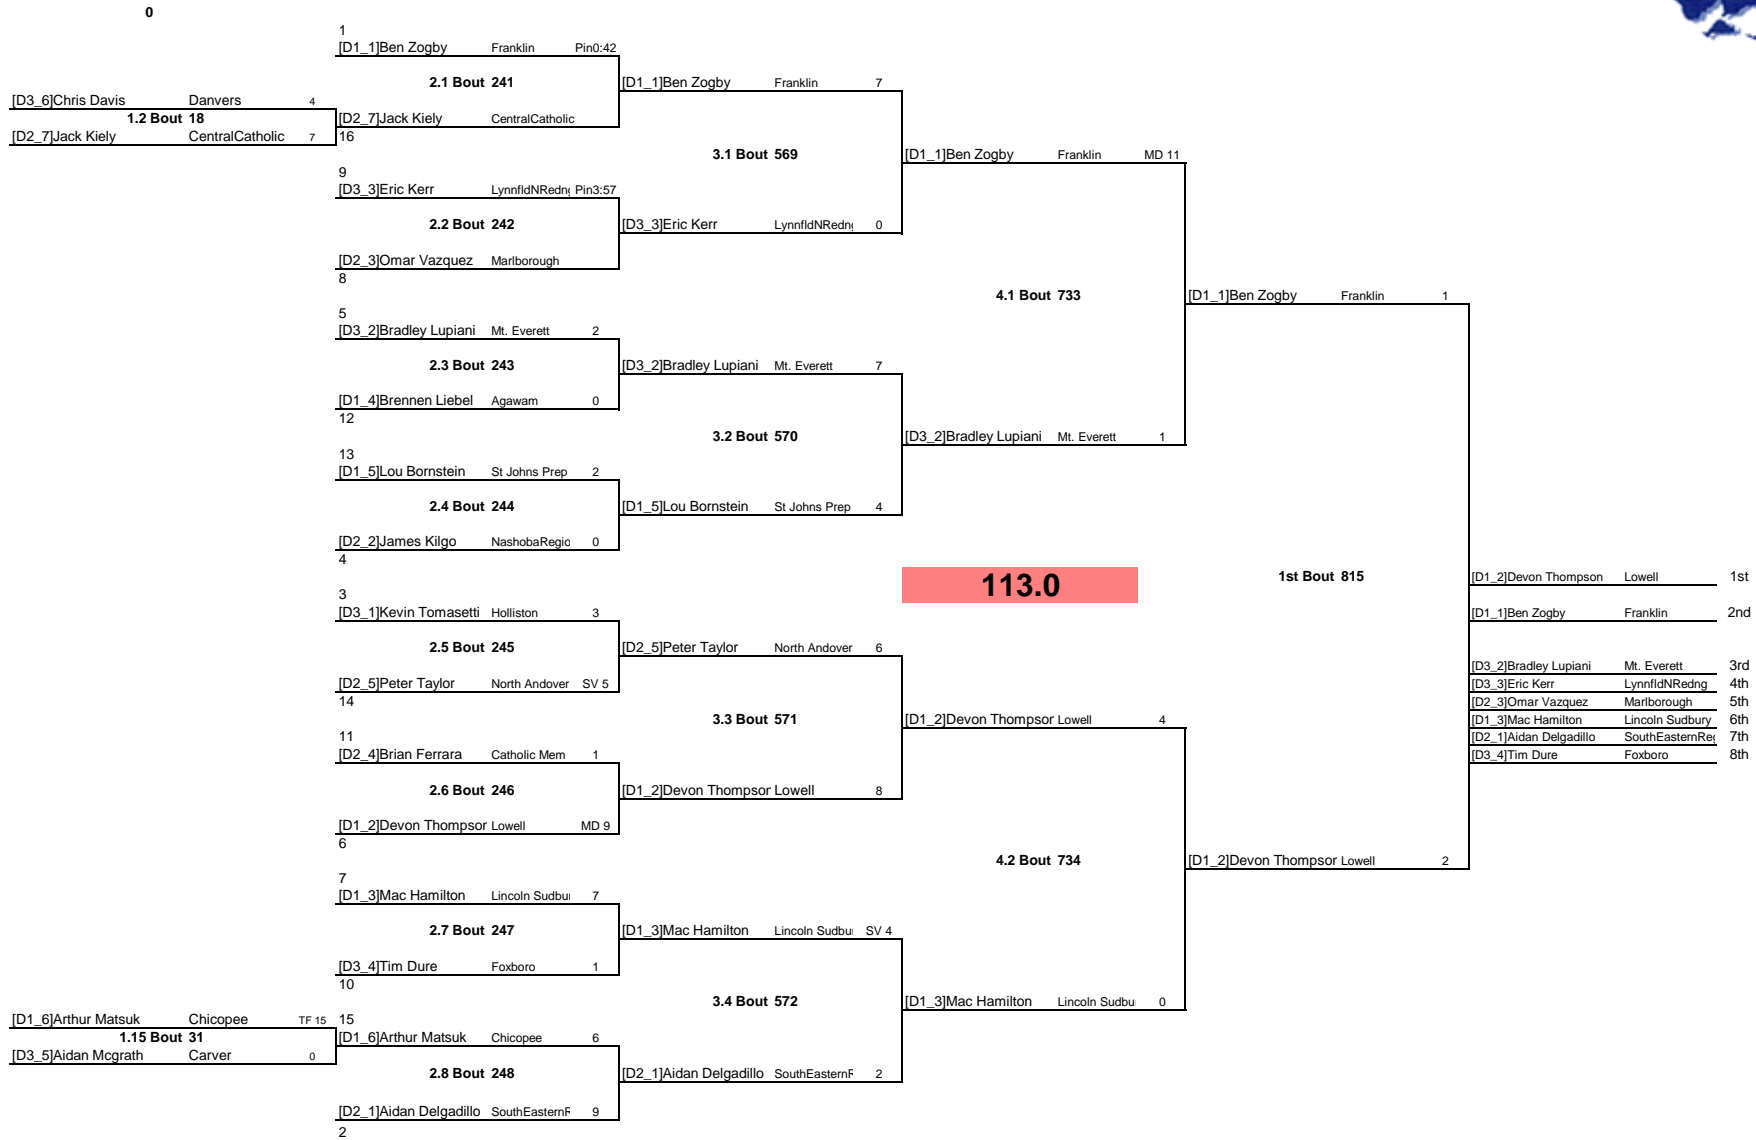 0
1
[D1_1]Ben Zogby Franklin Pin0:42
2.1 Bout 241
[D1_1]Ben Zogby Franklin 7
[D3_6]Chris Davis Danvers 4
1.2 Bout 18
[D2_7]Jack Kiely CentralCatholic
[D2_7]Jack Kiely CentralCatholic 7
16
3.1 Bout 569
[D1_1]Ben Zogby Franklin MD 11
9
[D3_3]Eric Kerr LynnfldNRedn Pin3:57
2.2 Bout 242
[D3_3]Eric Kerr LynnfldNRedn 0
[D2_3]Omar Vazquez Marlborough
8
4.1 Bout 733
[D1_1]Ben Zogby Franklin 1
5
[D3_2]Bradley Lupiani Mt. Everett 2
2.3 Bout 243
[D3_2]Bradley Lupiani Mt. Everett 7
[D1_4]Brennen Liebel Agawam 0
12
3.2 Bout 570
[D3_2]Bradley Lupiani Mt. Everett 1
13
[D1_5]Lou Bornstein St Johns Prep 2
2.4 Bout 244
[D1_5]Lou Bornstein St Johns Prep 4
[D2_2]James Kilgo NashobaRegio 0
4
113.0
1st Bout 815
[D1_2]Devon Thompson Lowell 1st
3
[D3_1]Kevin Tomasetti Holliston 3
[D1_1]Ben Zogby Franklin 2nd
2.5 Bout 245
[D2_5]Peter Taylor North Andover 6
[D3_2]Bradley Lupiani Mt. Everett 3rd
[D2_5]Peter Taylor North Andover SV 5
[D3_3]Eric Kerr LynnfldNRedng 4th
14
[D2_3]Omar Vazquez Marlborough 5th
3.3 Bout 571
[D1_2]Devon Thompsor Lowell 4
[D1_3]Mac Hamilton Lincoln Sudbury 6th
11
[D2_1]Aidan Delgadillo SouthEasternReg 7th
[D2_4]Brian Ferrara Catholic Mem 1
[D3_4]Tim Dure Foxboro 8th
2.6 Bout 246
[D1_2]Devon Thompsor Lowell 8
[D1_2]Devon Thompsor Lowell MD 9
6
4.2 Bout 734
[D1_2]Devon Thompsor Lowell 2
7
[D1_3]Mac Hamilton Lincoln Sudbu 7
2.7 Bout 247
[D1_3]Mac Hamilton Lincoln Sudbu SV 4
[D3_4]Tim Dure Foxboro 1
10
3.4 Bout 572
[D1_3]Mac Hamilton Lincoln Sudbu 0
[D1_6]Arthur Matsuk Chicopee TF 15
15
1.15 Bout 31
[D1_6]Arthur Matsuk Chicopee 6
[D3_5]Aidan Mcgrath Carver 0
2.8 Bout 248
[D2_1]Aidan Delgadillo SouthEasternR 2
[D2_1]Aidan Delgadillo SouthEasternR 9
2